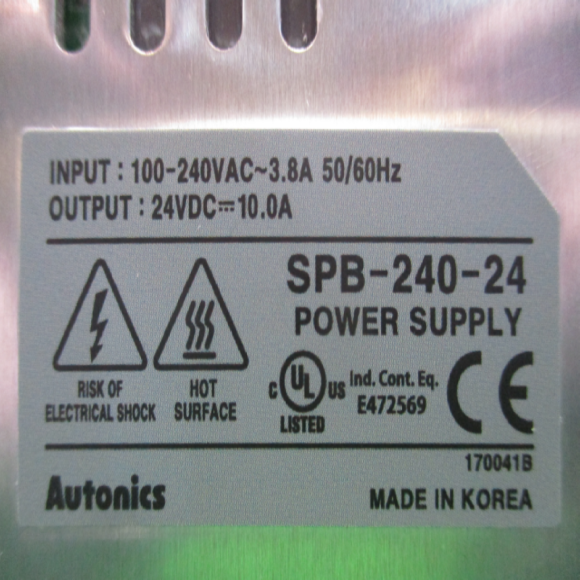 INPUT : 100-240VAC~3.8A 50/60Hz
OUTPUT : 24VDC⎓10.0A
SPB-240-24
POWER SUPPLY
RISK OF
ELECTRICAL SHOCK
HOT
SURFACE
C UL US
LISTED
Ind. Cont. Eq.
E472569
CE
170041B
Autonics
MADE IN KOREA